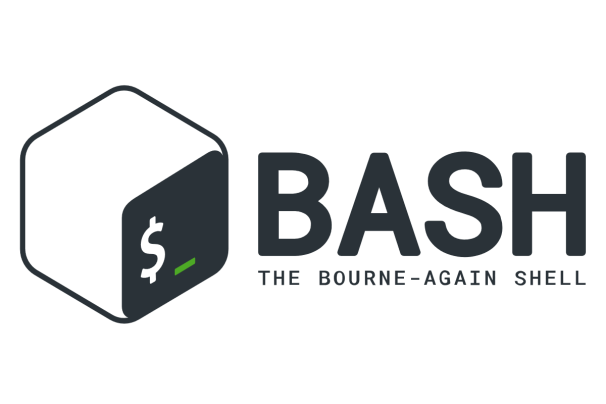 $_
BASH
THE BOURNE-AGAIN SHELL